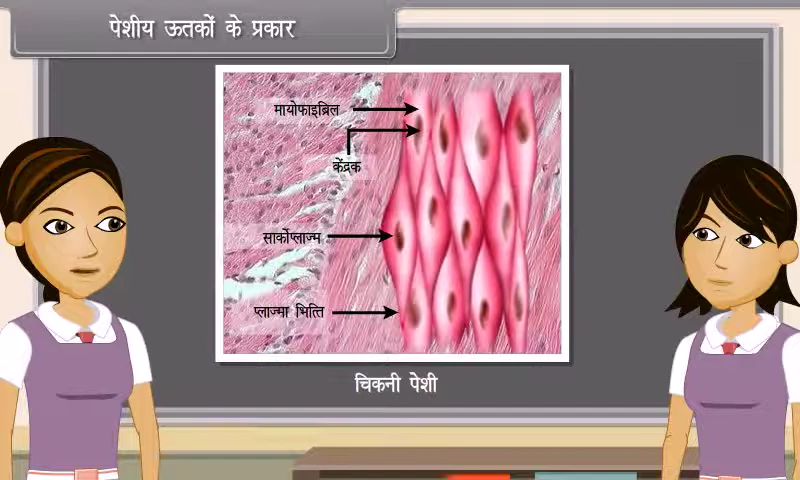 पेशीय ऊतकों के प्रकार
मायोफाइब्रिल
केंद्रक
सार्कोप्लाज्म
प्लाज्मा भित्ति
चिकनी पेशी